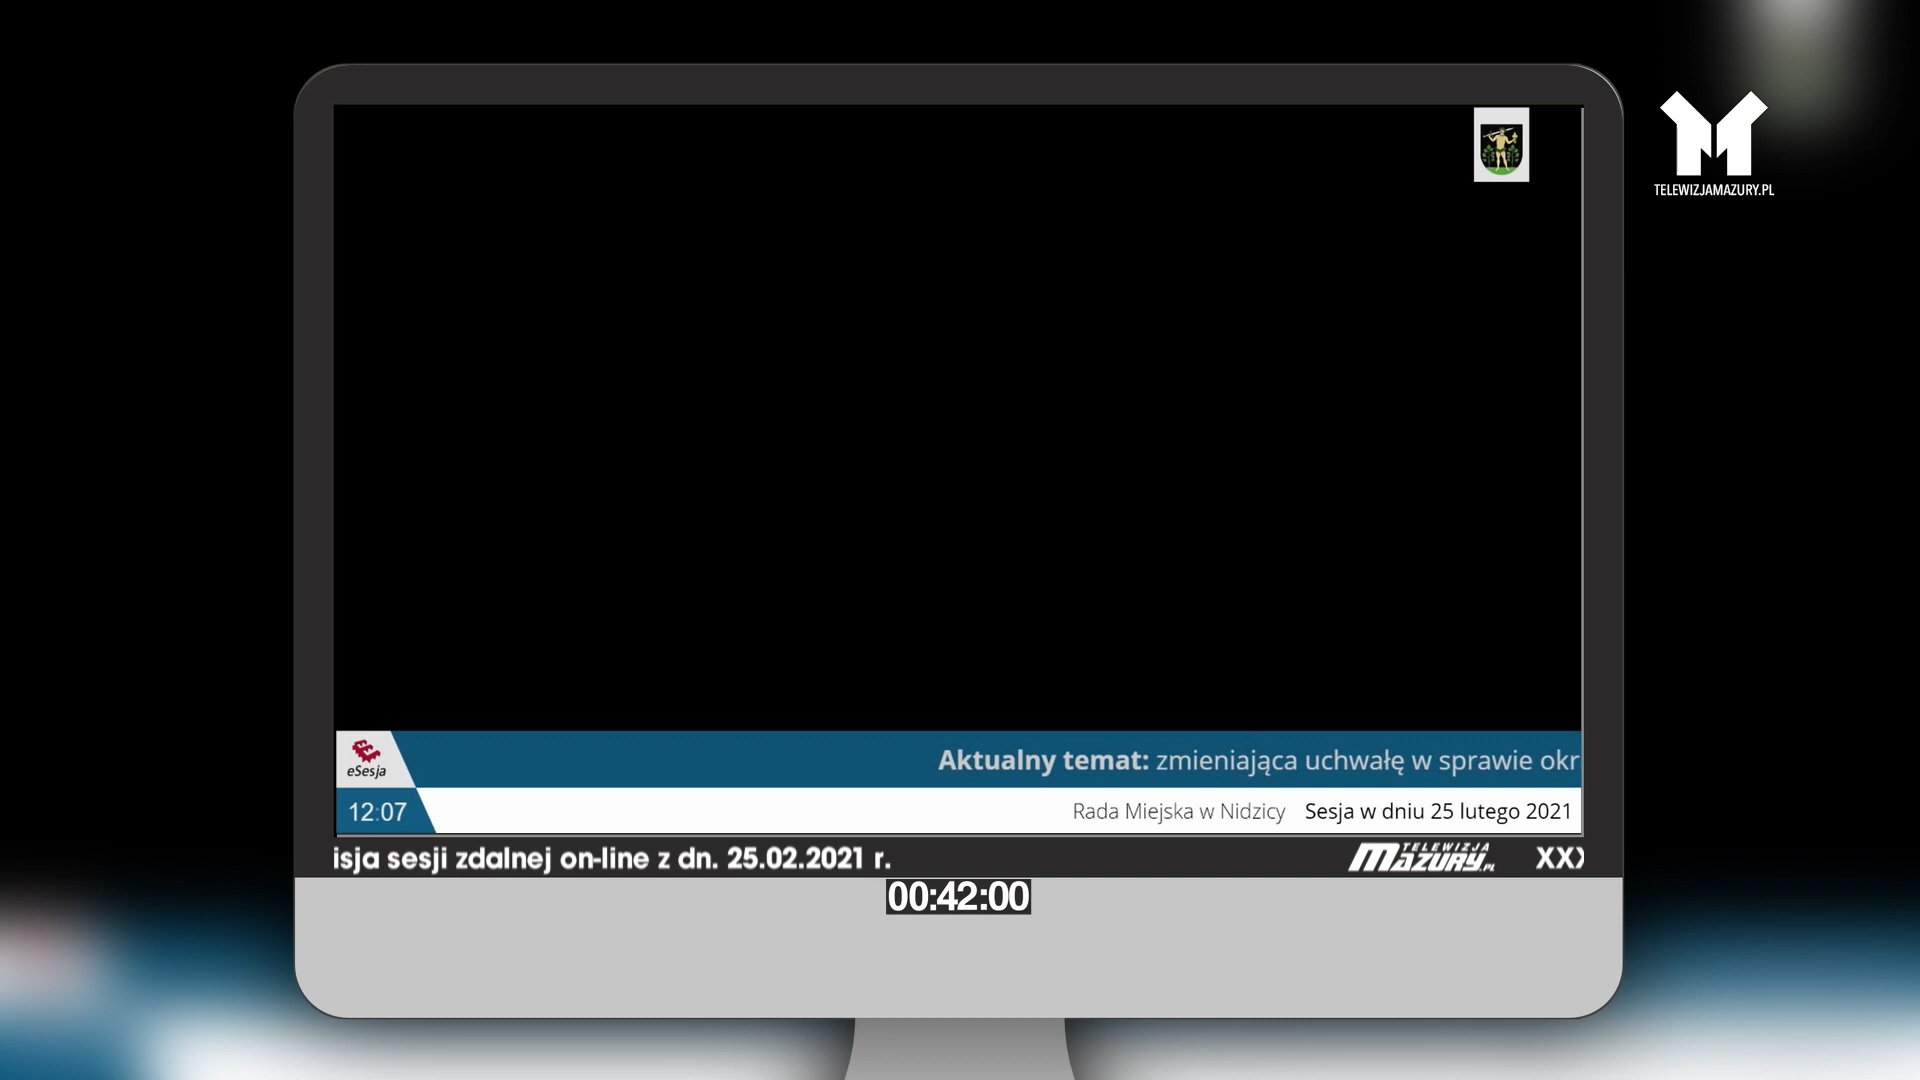 TELEWIZJAMAZURY.PL
Aktualny temat: zmieniająca uchwałę w sprawie okr
eSesja
12:07
Rada Miejska w Nidzicy Sesja w dniu 25 lutego 2021
isja sesji zdalnej on-line z dn. 25.02.2021 r. TELEWIZJA MAZURY.PL XXX
00:42:00